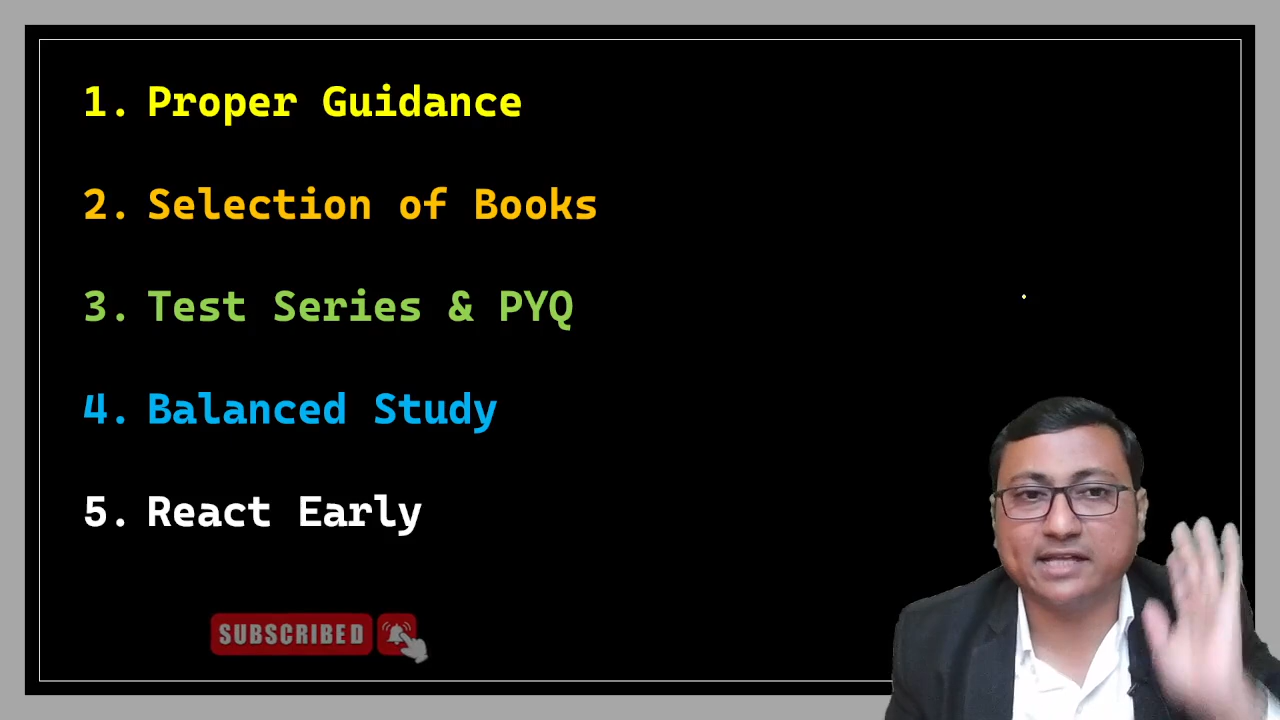 1. Proper Guidance
2. Selection of Books
3. Test Series & PYQ
4. Balanced Study
5. React Early
SUBSCRIBED